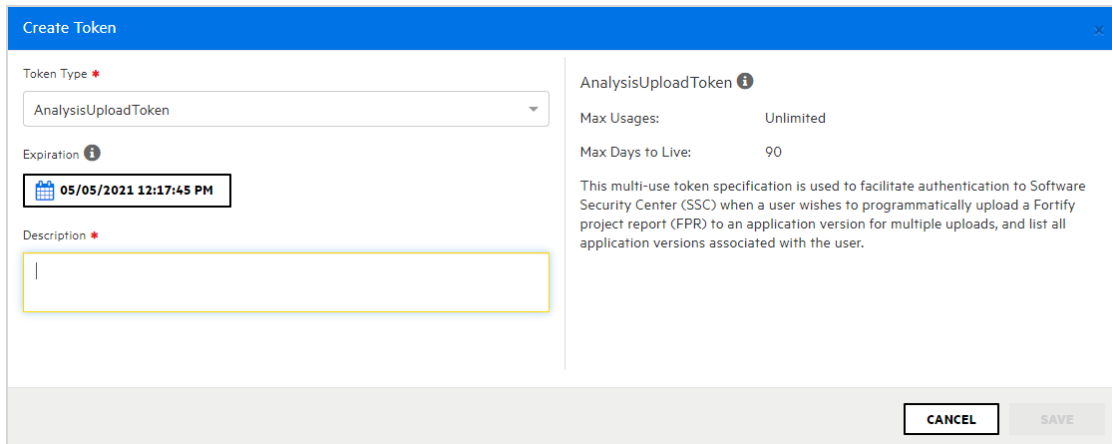 Create Token
×
Token Type *
AnalysisUploadToken
Expiration
05/05/2021 12:17:45 PM
Description *
AnalysisUploadToken
Max Usages: Unlimited
Max Days to Live: 90
This multi-use token specification is used to facilitate authentication to Software
Security Center (SSC) when a user wishes to programmatically upload a Fortify
project report (FPR) to an application version for multiple uploads, and list all
application versions associated with the user.
CANCEL SAVE